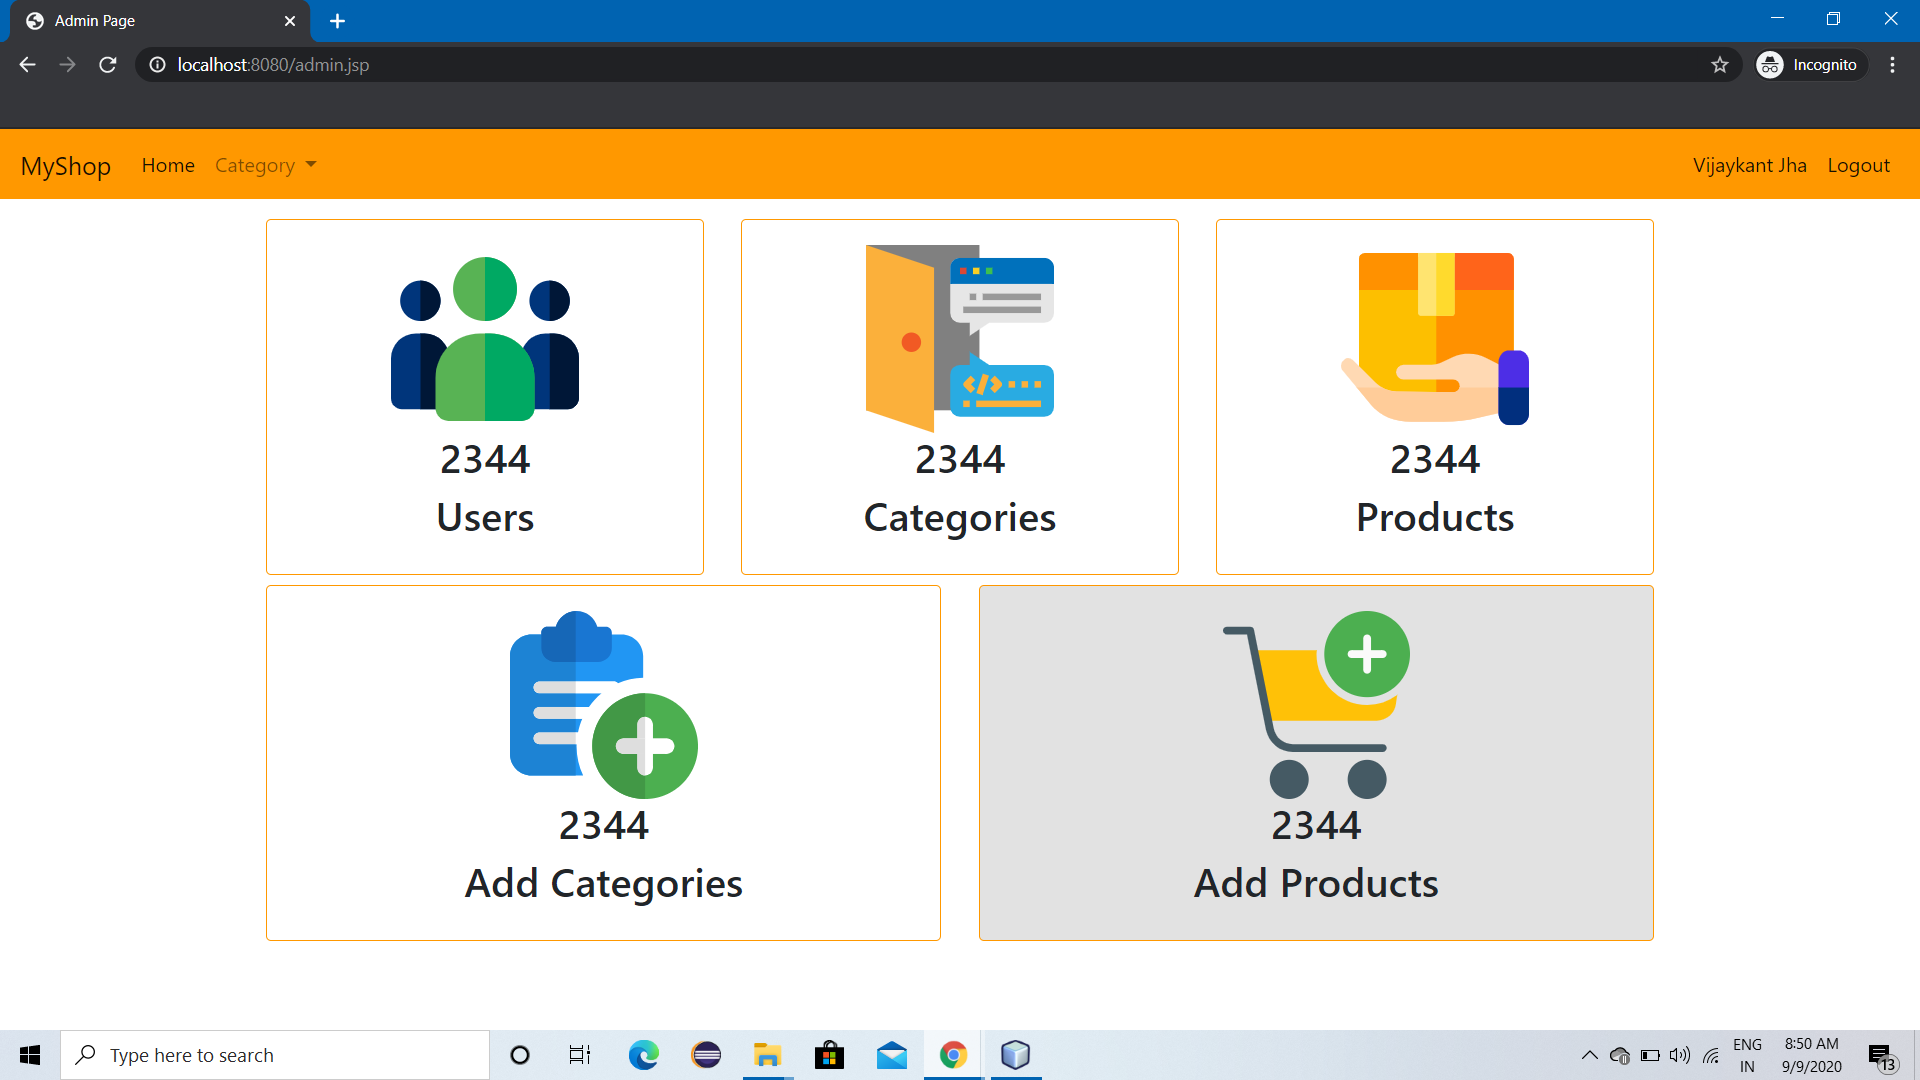 Admin Page
localhost:8080/admin.jsp
Incognito
MyShop Home Category Vijaykant Jha Logout
2344
Users
2344
Categories
2344
Products
2344
Add Categories
2344
Add Products
Type here to search
ENG
IN
8:50 AM
9/9/2020
13